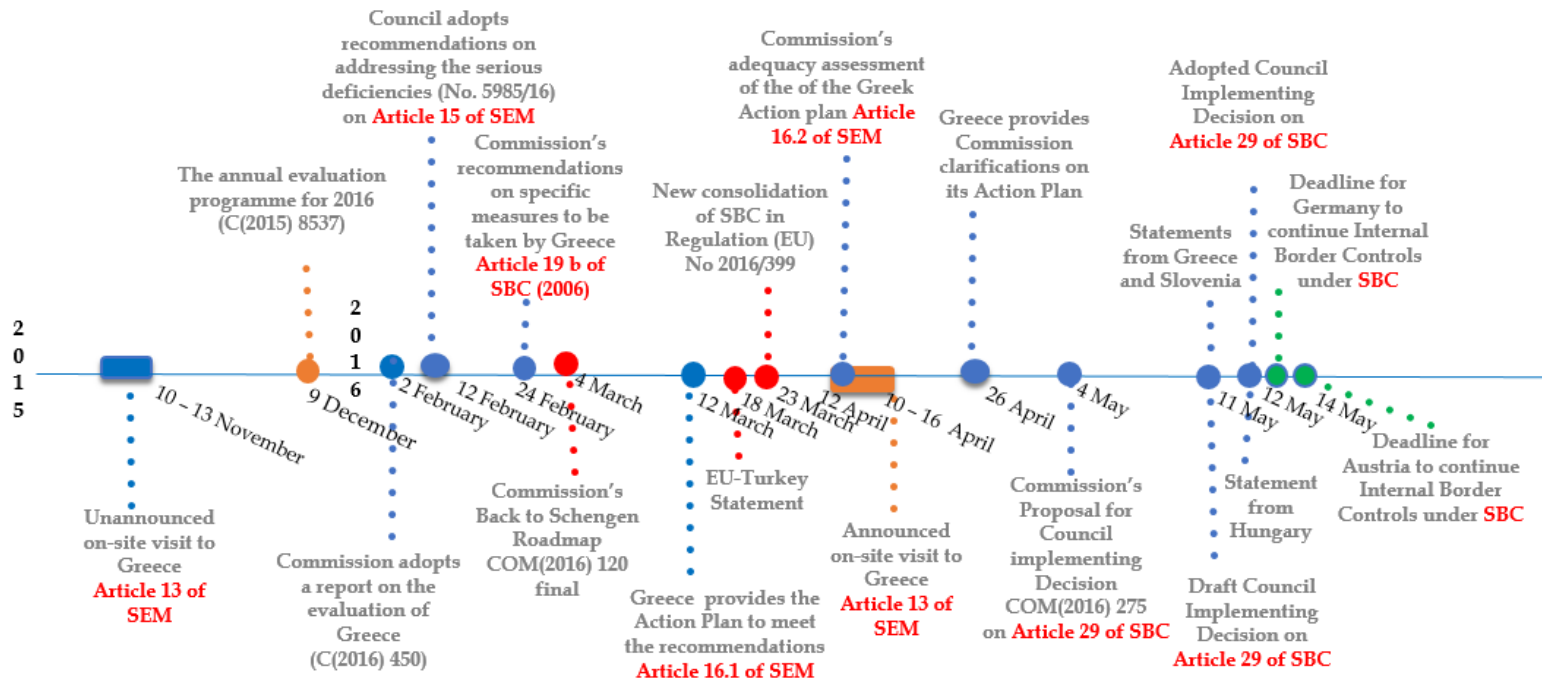 Council adopts
recommendations on
addressing the serious
deficiencies (No. 5985/16)
on Article 15 of SEM
Commission's
adequacy assessment
of the of the Greek
Action plan Article
16.2 of SEM
Adopted Council
Implementing
Decision on
Article 29 of SBC
The annual evaluation
programme for 2016
(C(2015) 8537)
Commission's
recommendations
on specific
measures to be
taken by Greece
Article 19 b of
SBC (2006)
New consolidation
of SBC in
Regulation (EU)
No 2016/399
Greece provides
Commission
clarifications on
its Action Plan
Statements
from Greece
and Slovenia
Deadline for
Germany to
continue Internal
Border Controls
under SBC
2
0
1
5
2
0
1
6
10 – 13 November
9 December
2 February
12 February
24 February
4 March
12 March
18 March
23 March
12 April
10 – 16 April
26 April
4 May
11 May
12 May
14 May
Unannounced
on-site visit to
Greece
Article 13 of
SEM
Commission adopts
a report on the
evaluation of
Greece
(C(2016) 450)
Commission's
Back to Schengen
Roadmap
COM(2016) 120
final
Greece provides the
Action Plan to meet
the recommendations
Article 16.1 of SEM
EU-Turkey
Statement
Announced
on-site visit to
Greece
Article 13 of
SEM
Commission's
Proposal for
Council
implementing
Decision
COM(2016) 275
on Article 29 of SBC
Statement
from
Hungary
Draft Council
Implementing
Decision on
Article 29 of SBC
Deadline for
Austria to continue
Internal Border
Controls under SBC